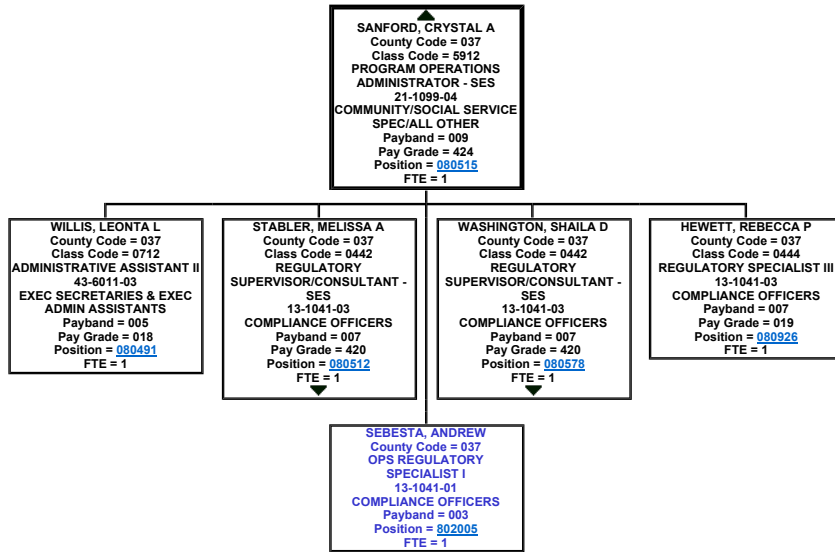 SANFORD, CRYSTAL A
County Code = 037
Class Code = 5912
PROGRAM OPERATIONS
ADMINISTRATOR - SES
21-1099-04
COMMUNITY/SOCIAL SERVICE
SPEC/ALL OTHER
Payband = 009
Pay Grade = 424
Position = 080515
FTE = 1
WILLIS, LEONTA L
County Code = 037
Class Code = 0712
ADMINISTRATIVE ASSISTANT II
43-6011-03
EXEC SECRETARIES & EXEC
ADMIN ASSISTANTS
Payband = 005
Pay Grade = 018
Position = 080491
FTE = 1
STABLER, MELISSA A
County Code = 037
Class Code = 0442
REGULATORY
SUPERVISOR/CONSULTANT -
SES
13-1041-03
COMPLIANCE OFFICERS
Payband = 007
Pay Grade = 420
Position = 080512
FTE = 1
WASHINGTON, SHAILA D
County Code = 037
Class Code = 0442
REGULATORY
SUPERVISOR/CONSULTANT -
SES
13-1041-03
COMPLIANCE OFFICERS
Payband = 007
Pay Grade = 420
Position = 080578
FTE = 1
HEWETT, REBECCA P
County Code = 037
Class Code = 0444
REGULATORY SPECIALIST III
13-1041-03
COMPLIANCE OFFICERS
Payband = 007
Pay Grade = 019
Position = 080926
FTE = 1
SEBESTA, ANDREW
County Code = 037
OPS REGULATORY
SPECIALIST I
13-1041-01
COMPLIANCE OFFICERS
Payband = 003
Position = 802005
FTE = 1